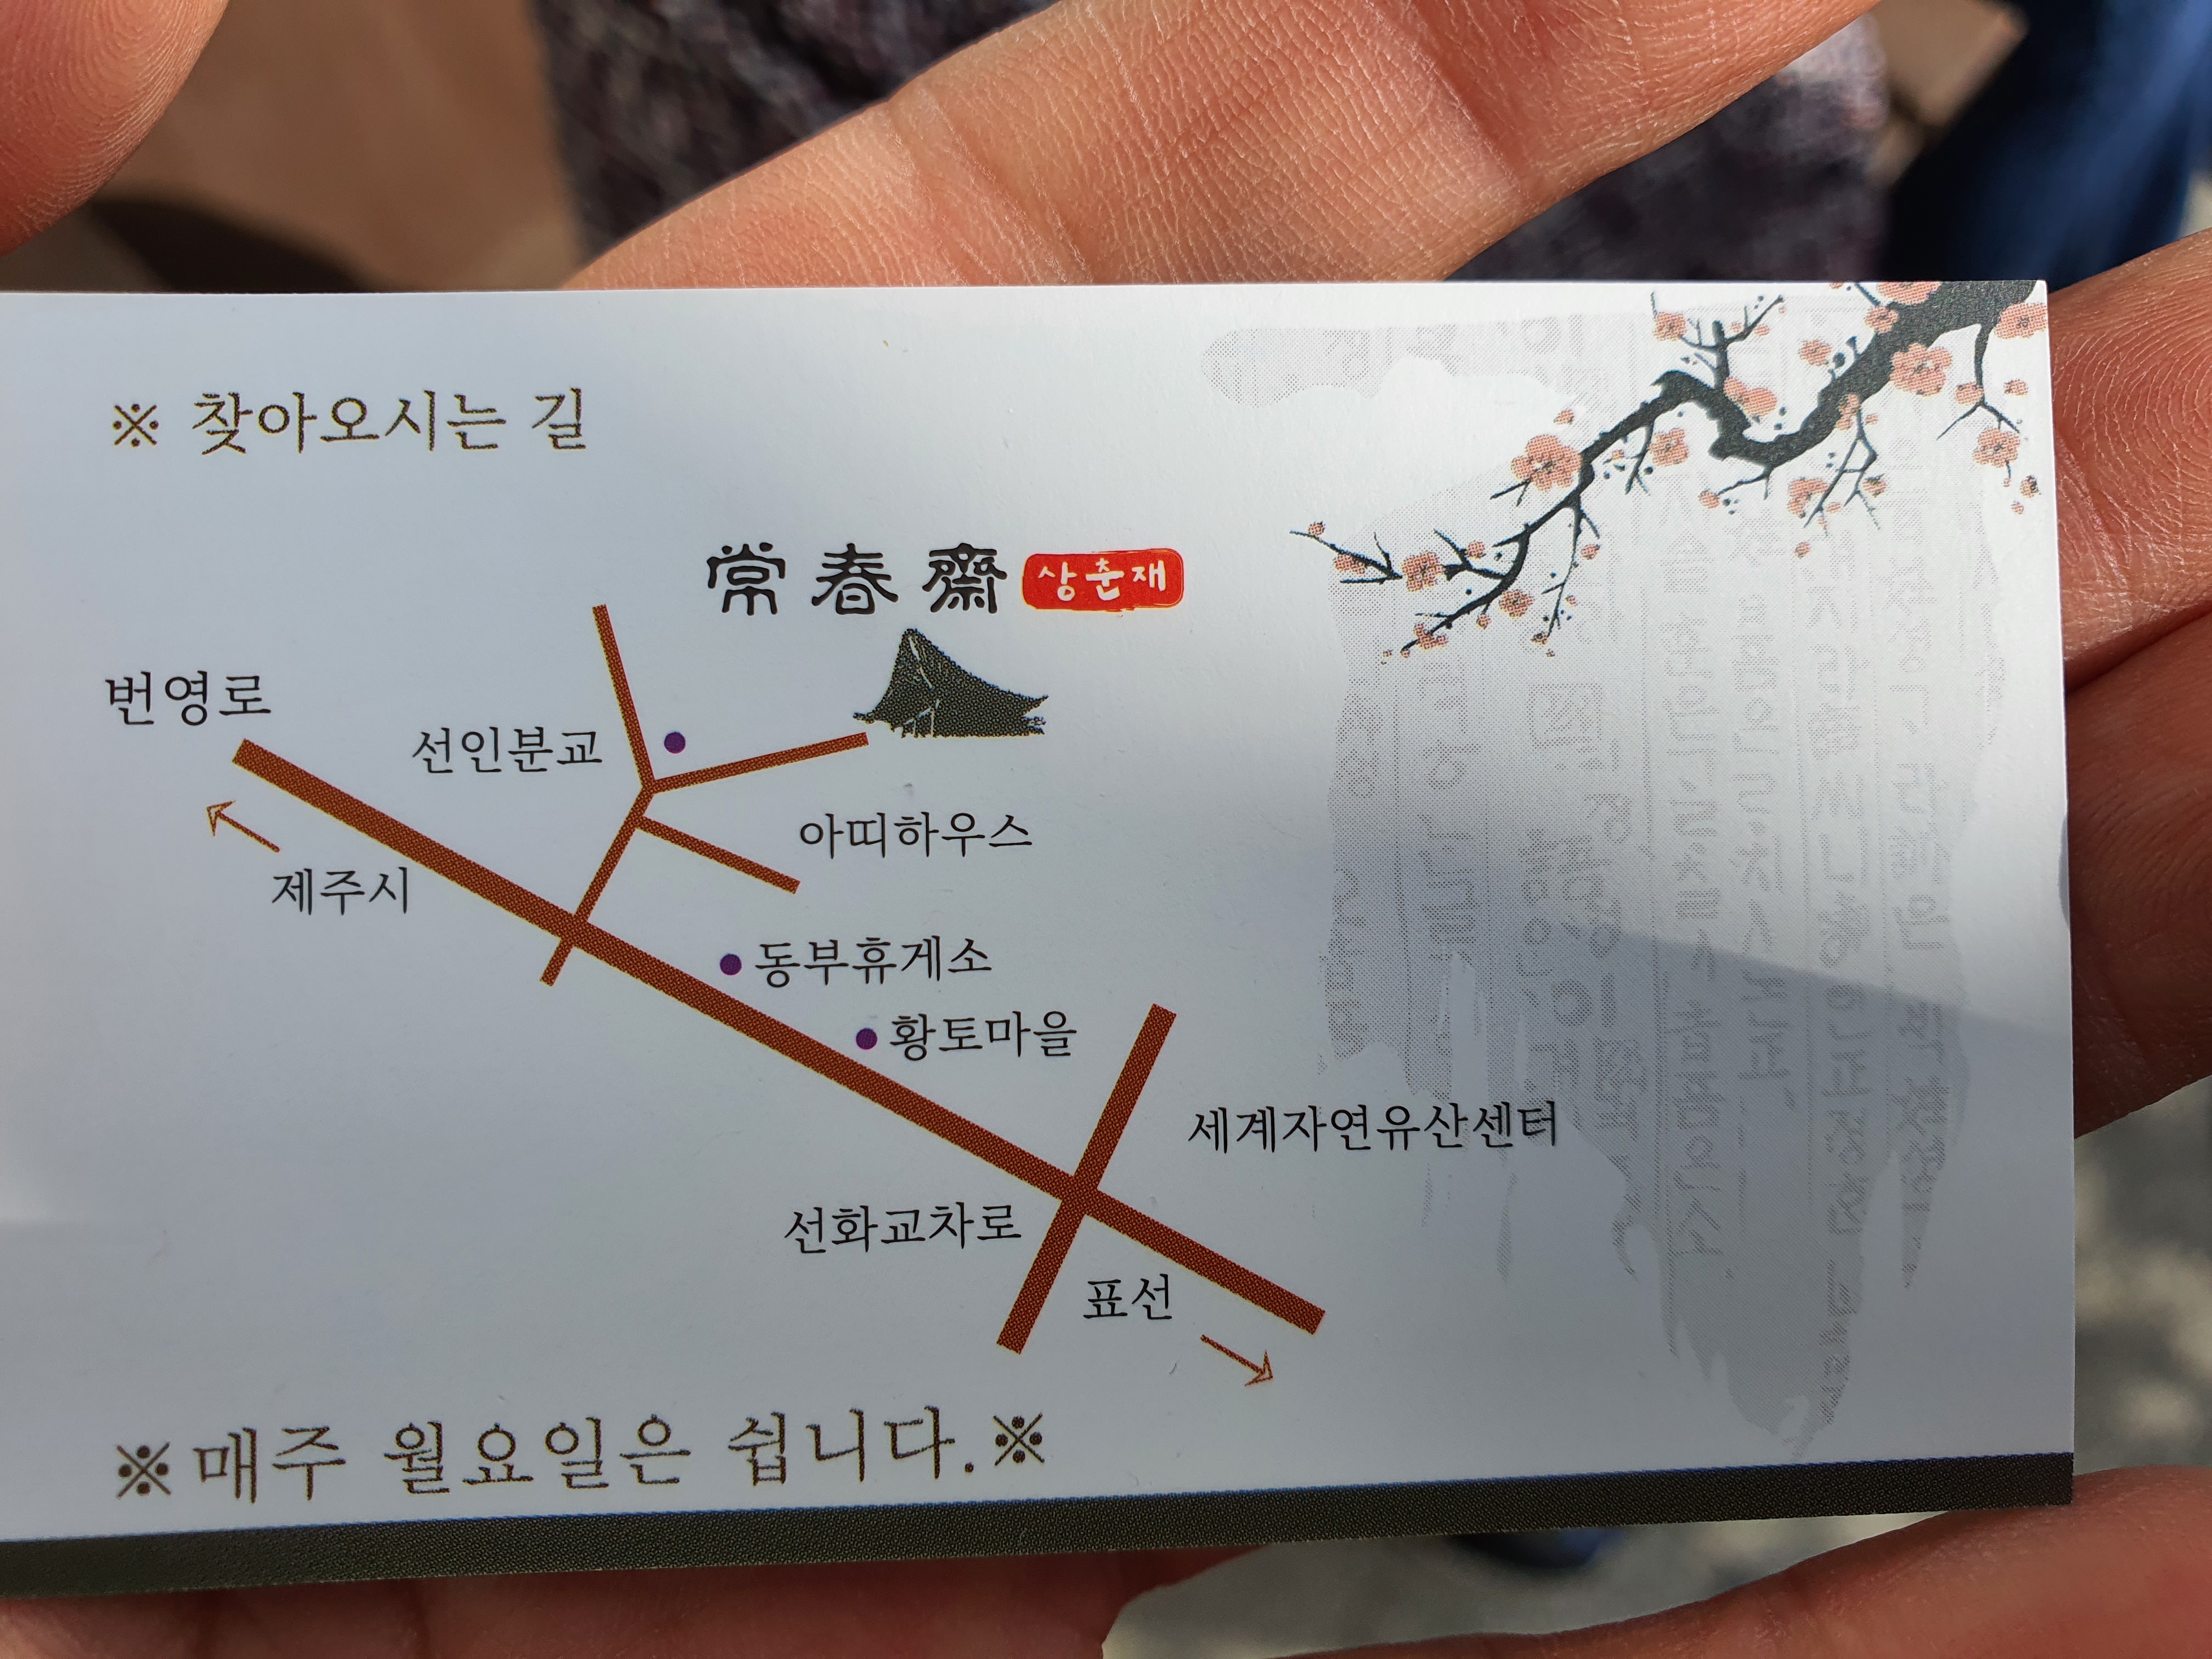 ※ 찾아오시는 길
常春齋 상춘재
번영로
선인분교
아띠하우스
제주시
동부휴게소
황토마을
세계자연유산센터
선화교차로
표선
※매주 월요일은 쉽니다.※